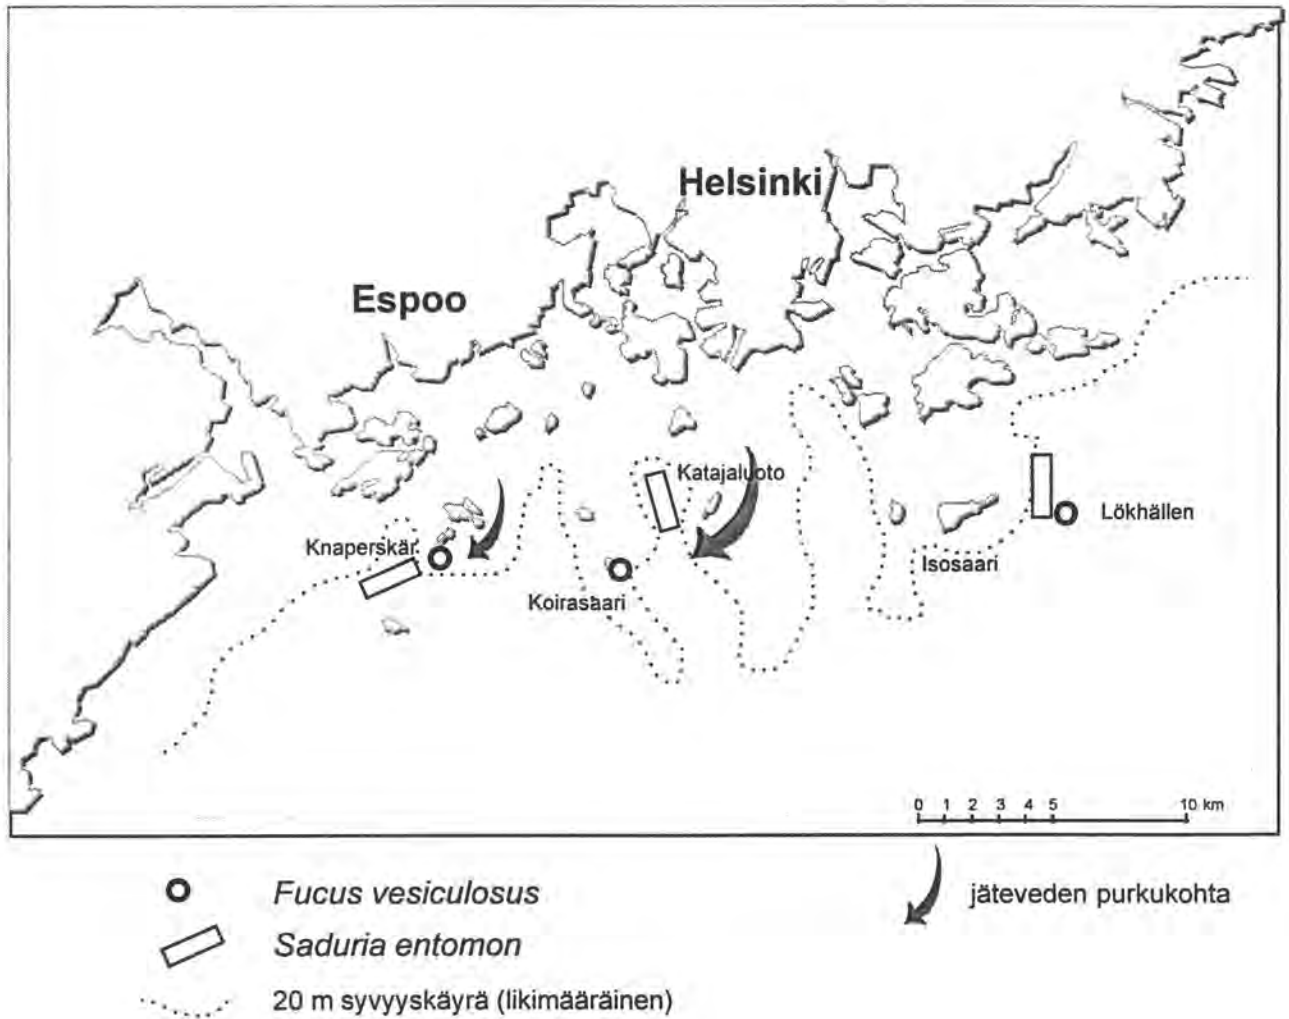 Helsinki
Espoo
Katajaluoto
Lökhällen
Knaperskär
Isosaari
Koirasaari
0 1 2 3 4 5 10 km
Fucus vesiculosus
jäteveden purkukohta
Saduria entomon
20 m syvyyskäyrä (likimääräinen)